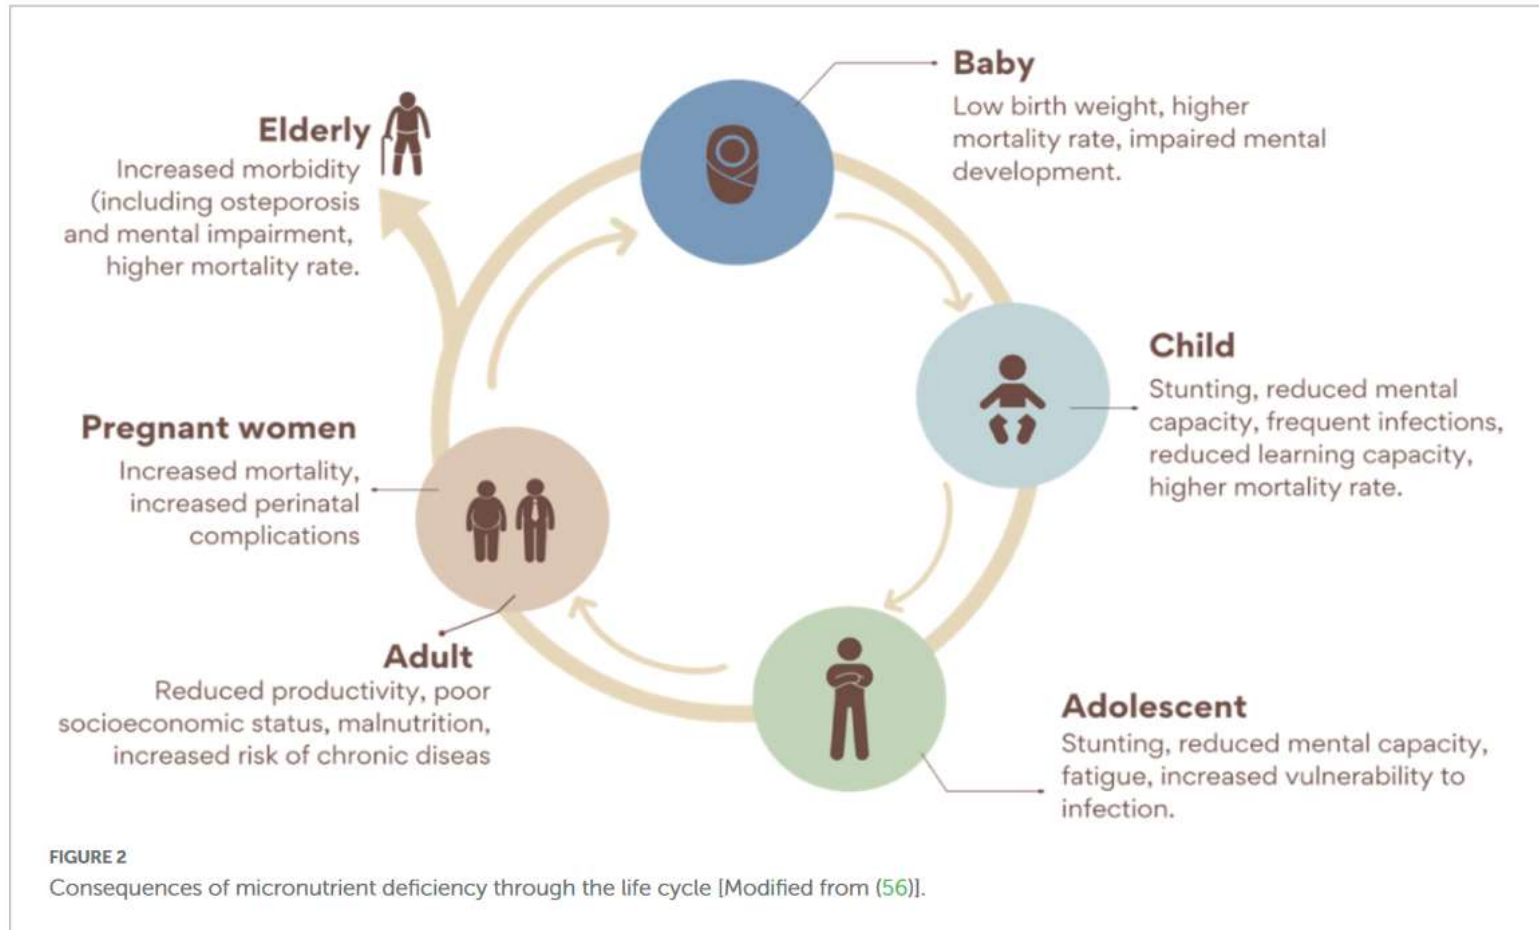 Baby
Low birth weight, higher
mortality rate, impaired mental
development.
Elderly
Increased morbidity
(including osteporosis
and mental impairment,
higher mortality rate.
Child
Stunting, reduced mental
capacity, frequent infections,
reduced learning capacity,
higher mortality rate.
Pregnant women
Increased mortality,
increased perinatal
complications
Adult
Reduced productivity, poor
socioeconomic status, malnutrition,
increased risk of chronic diseas
Adolescent
Stunting, reduced mental capacity,
fatigue, increased vulnerability to
infection.
FIGURE 2
Consequences of micronutrient deficiency through the life cycle [Modified from (56)].